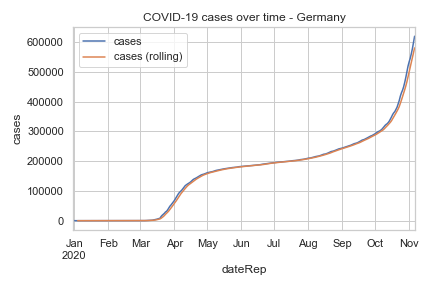 COVID-19 cases over time - Germany
cases
cases (rolling)
600000
500000
400000
300000
200000
100000
0
cases
Jan Feb Mar Apr May Jun Jul Aug Sep Oct Nov
2020
dateRep